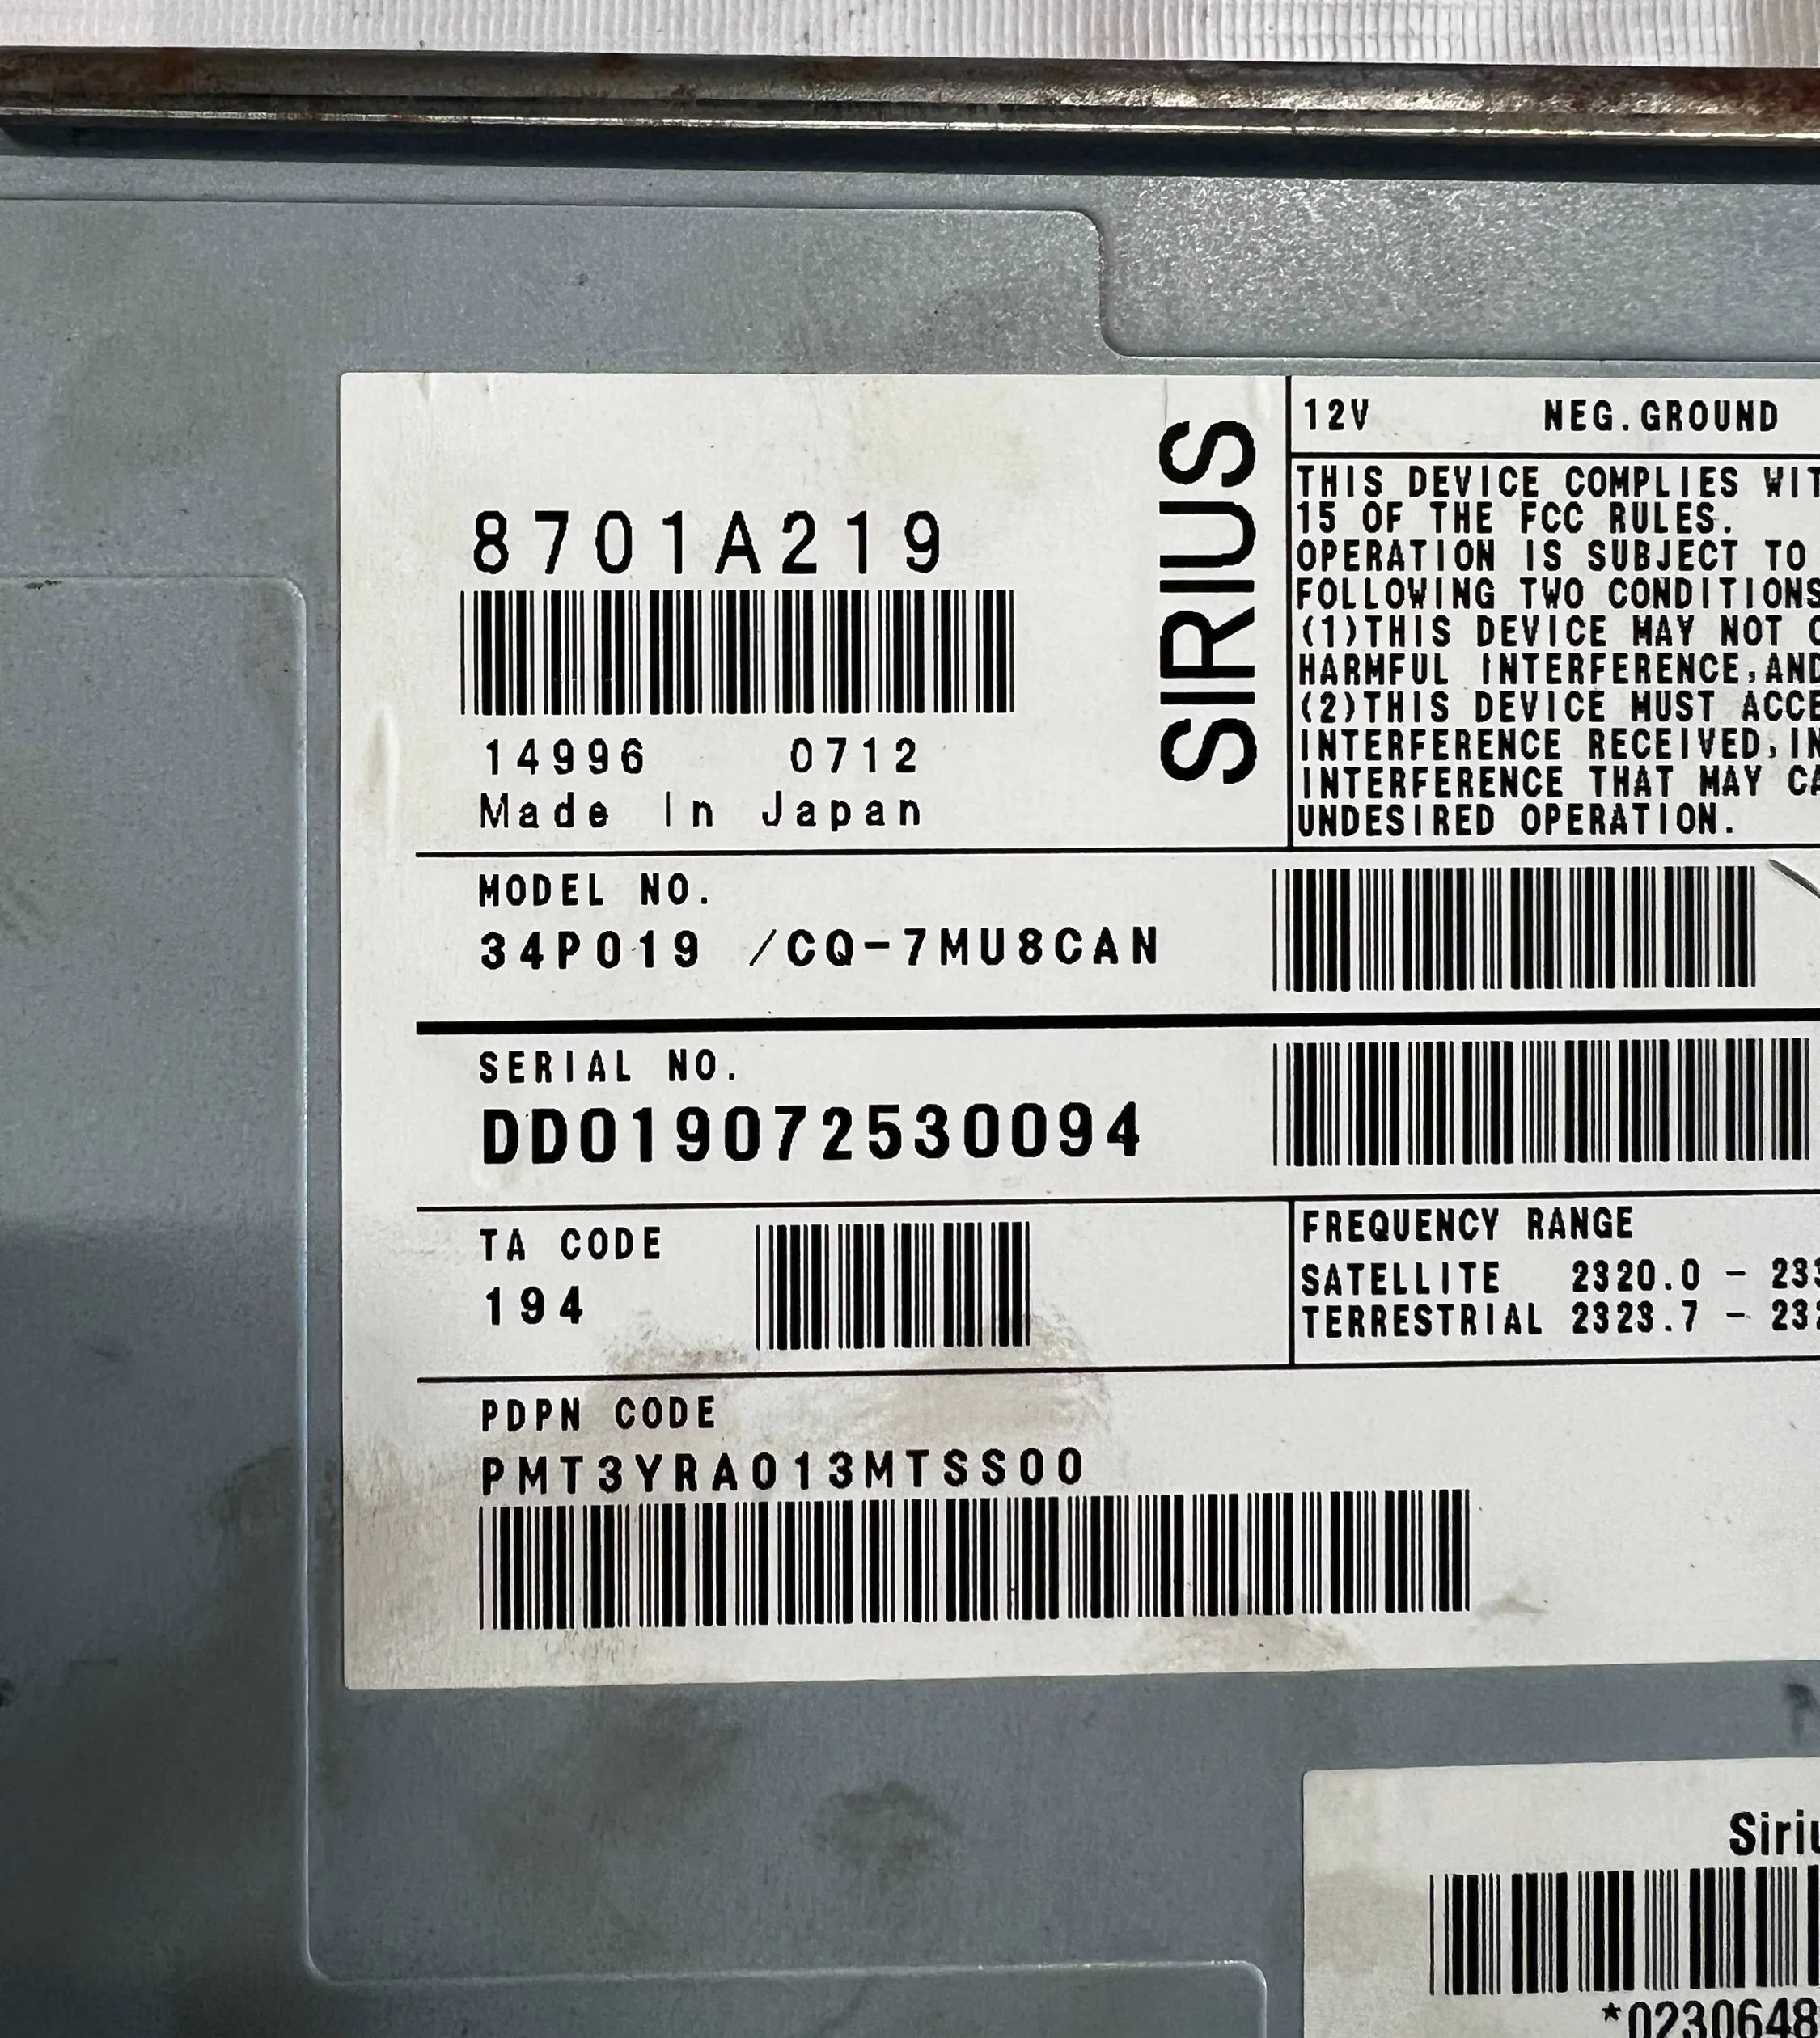 8701A219
14996 0712
Made In Japan
SIRIUS
12V NEG.GROUND
THIS DEVICE COMPLIES
15 OF THE FCC RULES.
OPERATION IS SUBJECT TO
FOLLOWING TWO CONDITIONS
(1)THIS DEVICE MAY NOT
HARMFUL INTERFERENCE,AND
(2)THIS DEVICE MUST
INTERFERENCE RECEIVED,
INTERFERENCE THAT MAY
UNDESIRED OPERATION.
MODEL NO.
34P019 /CQ-7MU8CAN
SERIAL NO.
DD019072530094
TA CODE
194
FREQUENCY RANGE
SATELLITE 2320.0 -
TERRESTRIAL 2323.7 -
PDPN CODE
PMT3YRA013MTSS00